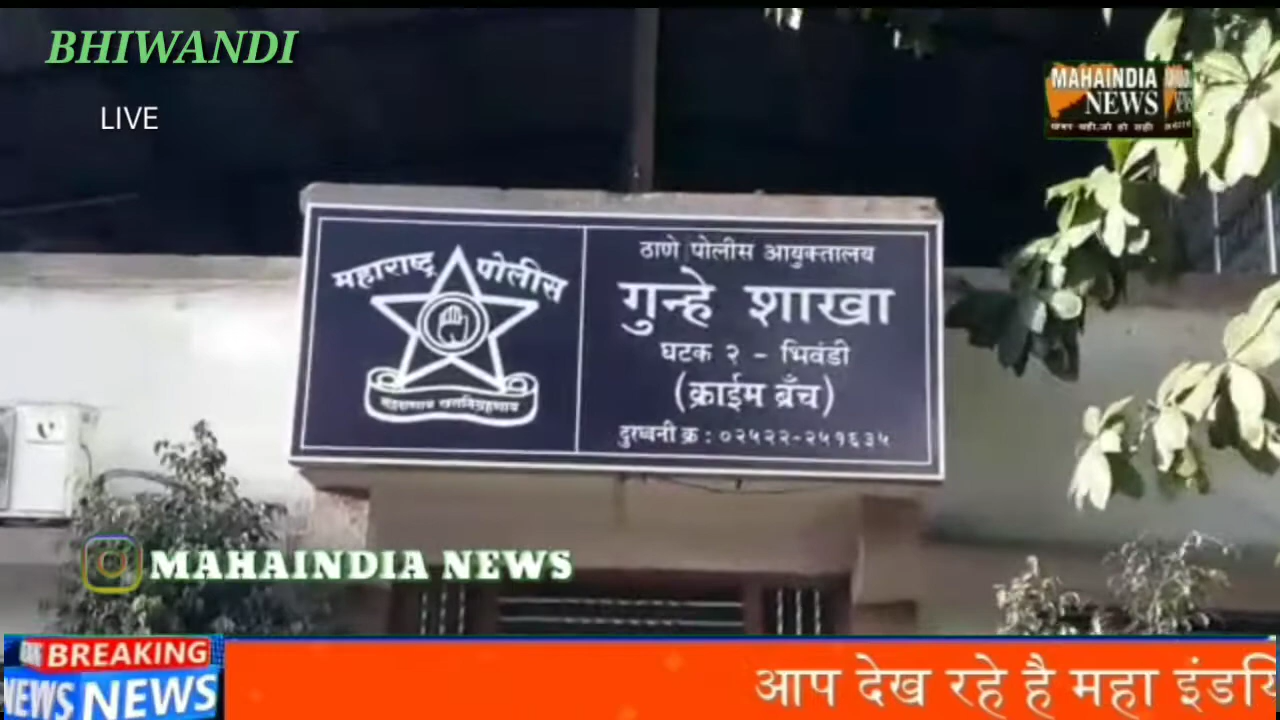 BHIWANDI
LIVE
MAHAINDIA
NEWS
महाराष्ट्र पोलीस
ठाणे पोलीस आयुक्तालय
गुन्हे शाखा
घटक २ - भिवंडी
(क्राईम ब्रँच)
दुरध्वनी क्र : ०२५२२-२५१६३५
MAHAINDIA NEWS
BREAKING
NEWS NEWS
आप देख रहे है महा इंडयि